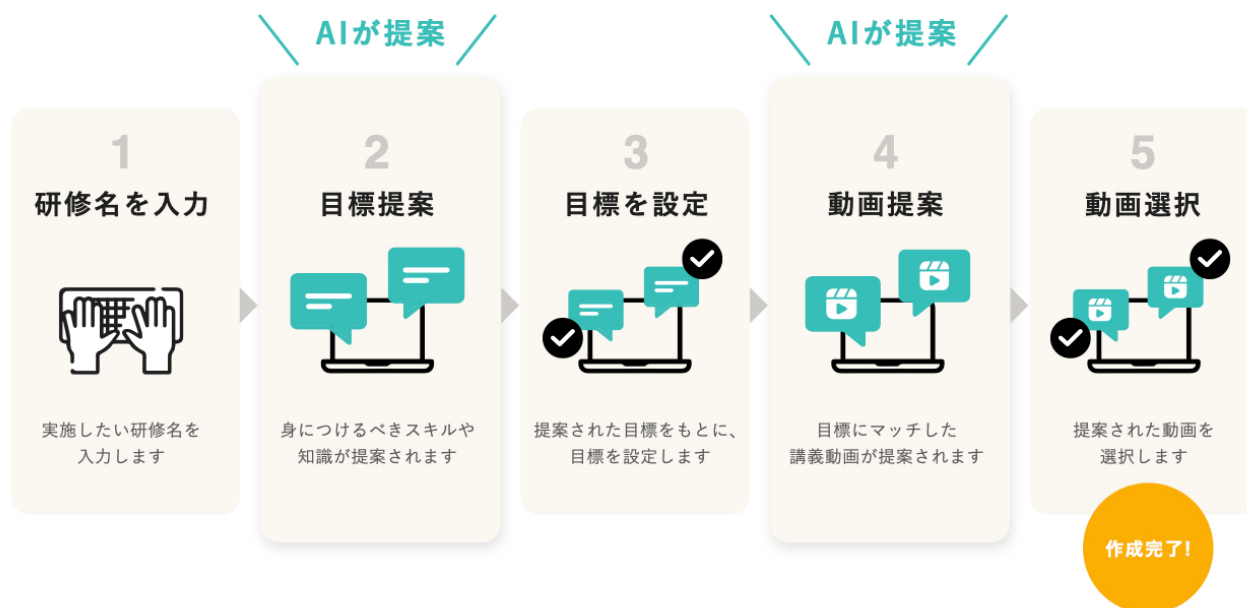 AIが提案
AIが提案
1
研修名を入力
実施したい研修名を
入力します
2
目標提案
身につけるべきスキルや
知識が提案されます
3
目標を設定
提案された目標をもとに、
目標を設定します
4
動画提案
目標にマッチした
講義動画が提案されます
5
動画選択
提案された動画を
選択します
作成完了!